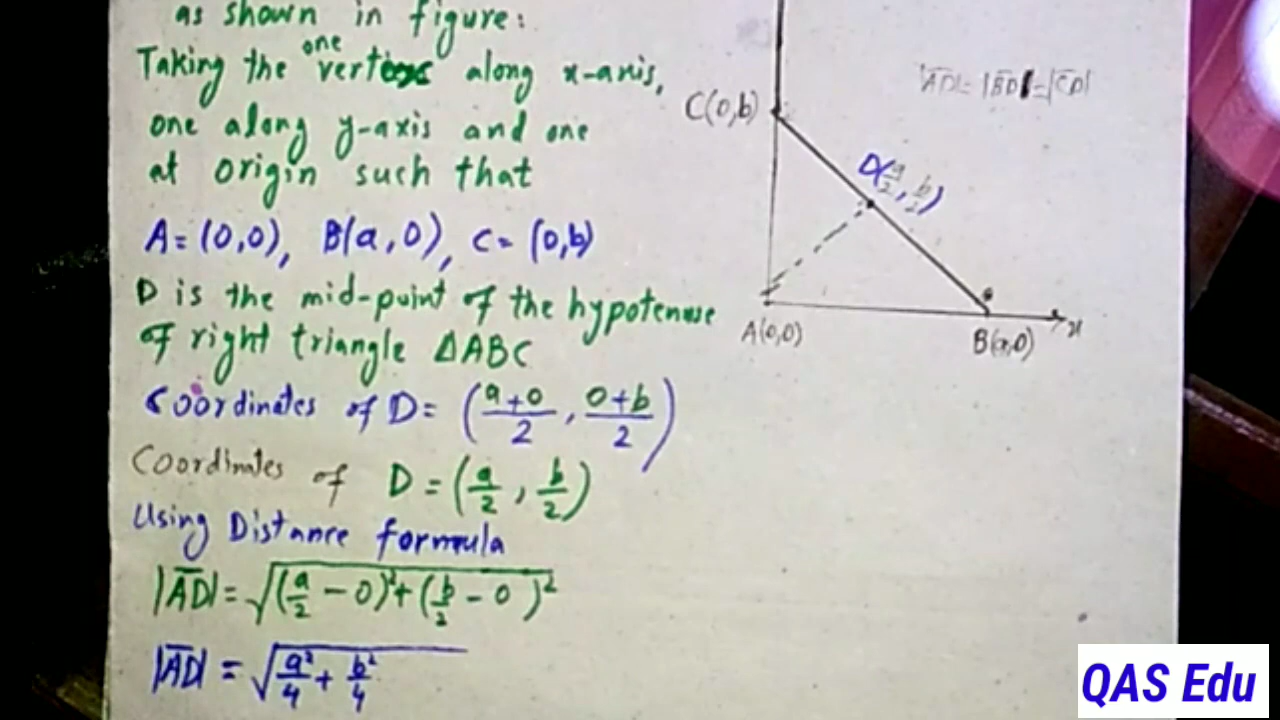 as shown in figure:
Taking the one vertex along x-axis,
one along y-axis and one
at origin such that
A = (0,0), B(a,0), C = (0,b)
D is the mid-point of the hypotenuse
of right triangle ΔABC
Coordinates of D = (a+0/2, 0+b/2)
Coordinates of D = (a/2, b/2)
Using Distance formula
|AD| = √(a/2 - 0)² + (b/2 - 0)²
|AD| = √a²/4 + b²/4
|AD| = |BD| = |CD|
C(0,b)
D(a/2, b/2)
A(0,0)
B(a,0)
x
QAS Edu